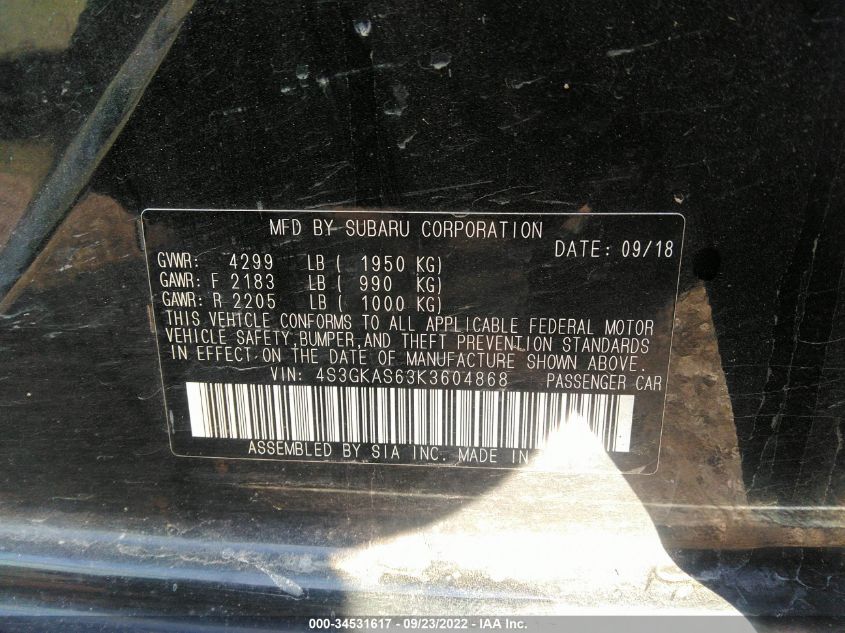 MFD BY SUBARU CORPORATION
DATE: 09/18
GVWR: 4299 LB ( 1950 KG)
GAWR: F 2183 LB ( 990 KG)
GAWR: R 2205 LB ( 1000 KG)
THIS VEHICLE CONFORMS TO ALL APPLICABLE FEDERAL MOTOR
VEHICLE SAFETY,BUMPER,AND THEFT PREVENTION STANDARDS
IN EFFECT ON THE DATE OF MANUFACTURE SHOWN ABOVE.
VIN: 4S3GKAS63K3604868 PASSENGER CAR
ASSEMBLED BY SIA INC. MADE IN
000-34531617 - 09/23/2022 - IAA Inc.